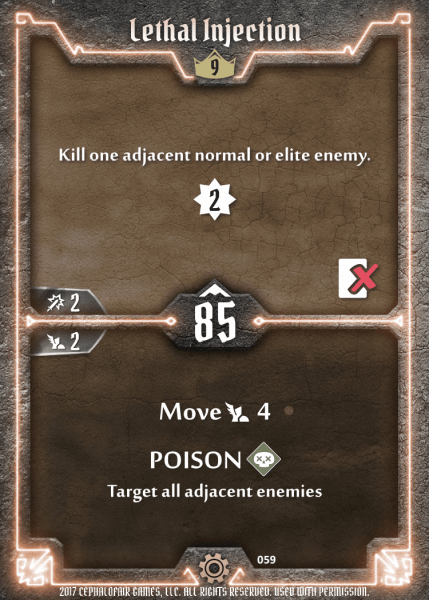 Lethal Injection
9
Kill one adjacent normal or elite enemy.
2
2
85
2
Move 4
POISON
Target all adjacent enemies
059
2017 CEPHALOFAIR GAMES, LLC. ALL RIGHTS RESERVED. USED WITH PERMISSION.